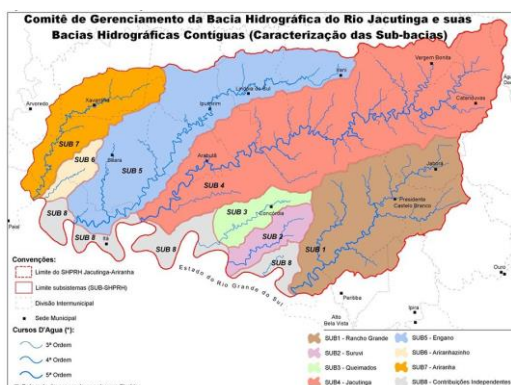 Comitê de Gerenciamento da Bacia Hidrográfica do Rio Jacutinga e suas
Bacias Hidrográficas Contíguas (Caracterização das Sub-bacias)
Vargem Bonita
Irani
Catanduvas
Lindóia do Sul
Ipumirim
Xavantina
Arvoredo
SUB 7
SUB 6
Seara
SUB 5
Arabutã
SUB 4
Jaborá
SUB 3
Concórdia
Presidente
Castello Branco
SUB 2
SUB 1
SUB 8
SUB 8
Itá
SUB 8
SUB 8
Paial
Estado do Rio Grande do Sul
Peritiba
Ipira
Ouro
Alto
Bela Vista
Convenções:
Limite do SHPRH Jacutinga-Ariranha
Limite subsistemas (SUB-SHPRH)
Divisão Intermunicipal
Sede Municipal
Cursos D'Agua (*):
3ª Ordem
4ª Ordem
5ª Ordem
SUB1 - Rancho Grande
SUB2 - Suruvi
SUB3 - Queimados
SUB4 - Jacutinga
SUB5 - Engano
SUB6 - Ariranhazinho
SUB7 - Ariranha
SUB8 - Contribuições Independentes